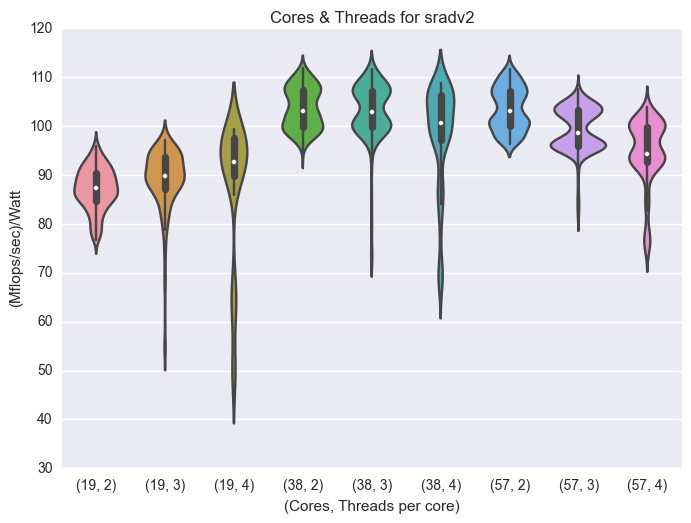 Cores & Threads for sradv2
120
110
100
90
80
70
60
50
40
30
(Mflops/sec)/Watt
(19, 2) (19, 3) (19, 4) (38, 2) (38, 3) (38, 4) (57, 2) (57, 3) (57, 4)
(Cores, Threads per core)